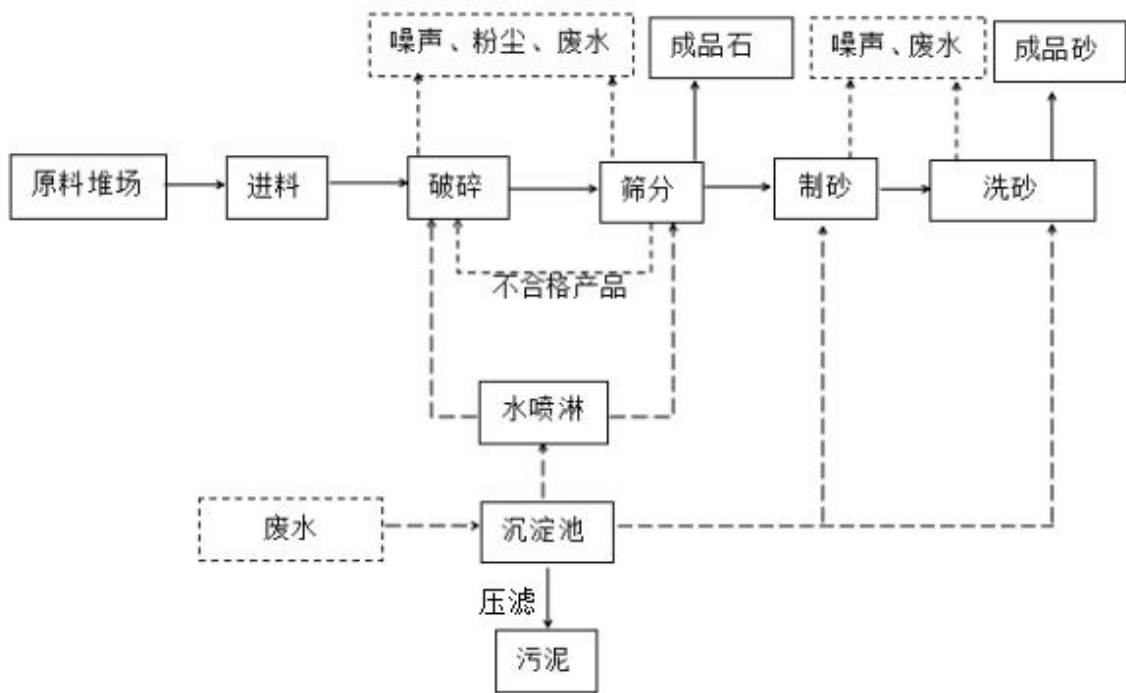 噪声、粉尘、废水
成品石
噪声、废水
成品砂
原料堆场
进料
破碎
筛分
制砂
洗砂
不合格产品
水喷淋
废水
沉淀池
压滤
污泥